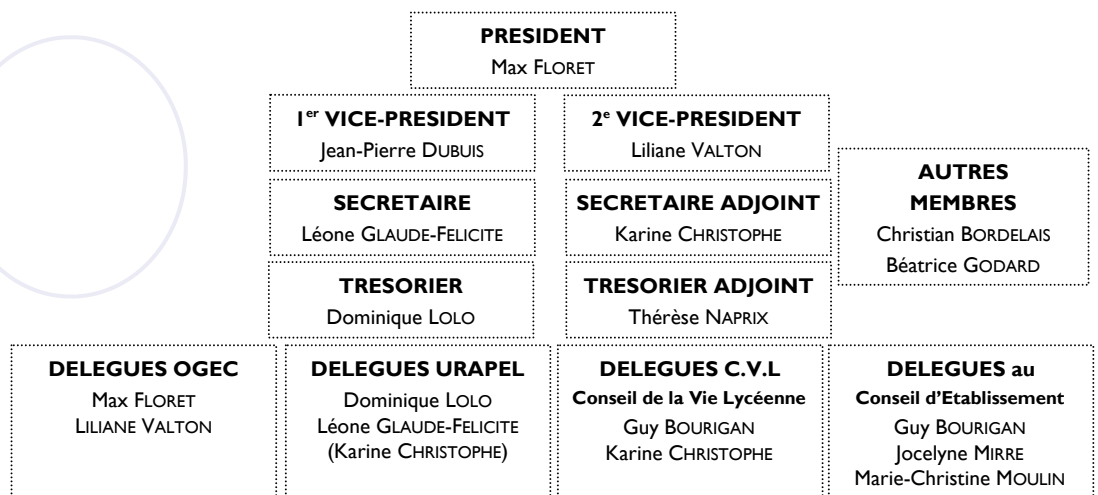 PRESIDENT
Max FLORET
1er VICE-PRESIDENT
Jean-Pierre DUBUIS
2e VICE-PRESIDENT
Liliane VALTON
SECRETAIRE
Léone GLAUDE-FELICITE
SECRETAIRE ADJOINT
Karine CHRISTOPHE
TRESORIER
Dominique LOLO
TRESORIER ADJOINT
Thérèse NAPRIX
AUTRES
MEMBRES
Christian BORDELAIS
Béatrice GODARD
DELEGUES OGEC
Max FLORET
LILIANE VALTON
DELEGUES URAPEL
Dominique LOLO
Léone GLAUDE-FELICITE
(Karine CHRISTOPHE)
DELEGUES C.V.L
Conseil de la Vie Lycéenne
Guy BOURIGAN
Karine CHRISTOPHE
DELEGUES au
Conseil d'Etablissement
Guy BOURIGAN
Jocelyne MIRRE
Marie-Christine MOULIN